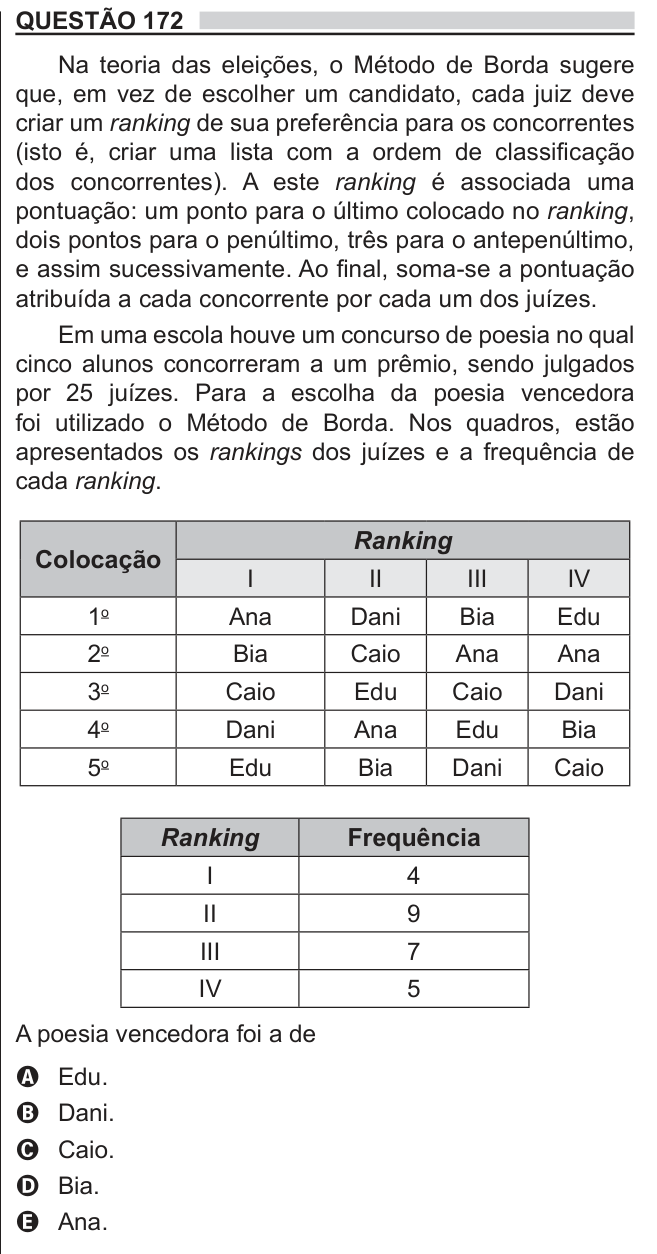 QUESTÃO 172
Na teoria das eleições, o Método de Borda sugere
que, em vez de escolher um candidato, cada juiz deve
criar um ranking de sua preferência para os concorrentes
(isto é, criar uma lista com a ordem de classificação
dos concorrentes). A este ranking é associada uma
pontuação: um ponto para o último colocado no ranking,
dois pontos para o penúltimo, três para o antepenúltimo,
e assim sucessivamente. Ao final, soma-se a pontuação
atribuída a cada concorrente por cada um dos juízes.
Em uma escola houve um concurso de poesia no qual
cinco alunos concorreram a um prêmio, sendo julgados
por 25 juízes. Para a escolha da poesia vencedora
foi utilizado o Método de Borda. Nos quadros, estão
apresentados os rankings dos juízes e a frequência de
cada ranking.
Colocação Ranking
I II III IV
1º Ana Dani Bia Edu
2º Bia Caio Ana Ana
3º Caio Edu Caio Dani
4º Dani Ana Edu Bia
5º Edu Bia Dani Caio
Ranking Frequência
I 4
II 9
III 7
IV 5
A poesia vencedora foi a de
A Edu.
B Dani.
C Caio.
D Bia.
E Ana.